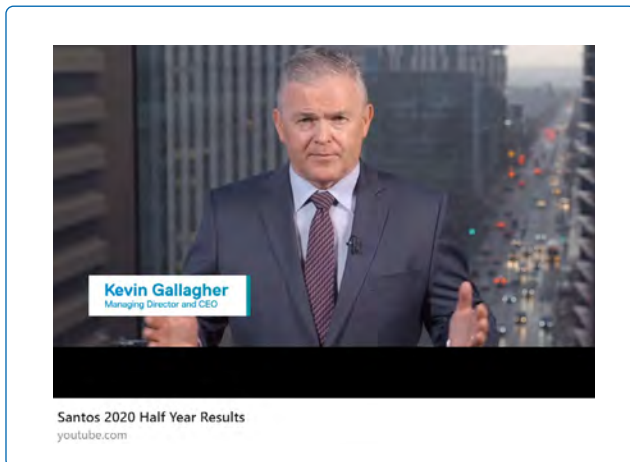 Kevin Gallagher
Managing Director and CEO
Santos 2020 Half Year Results
youtube.com